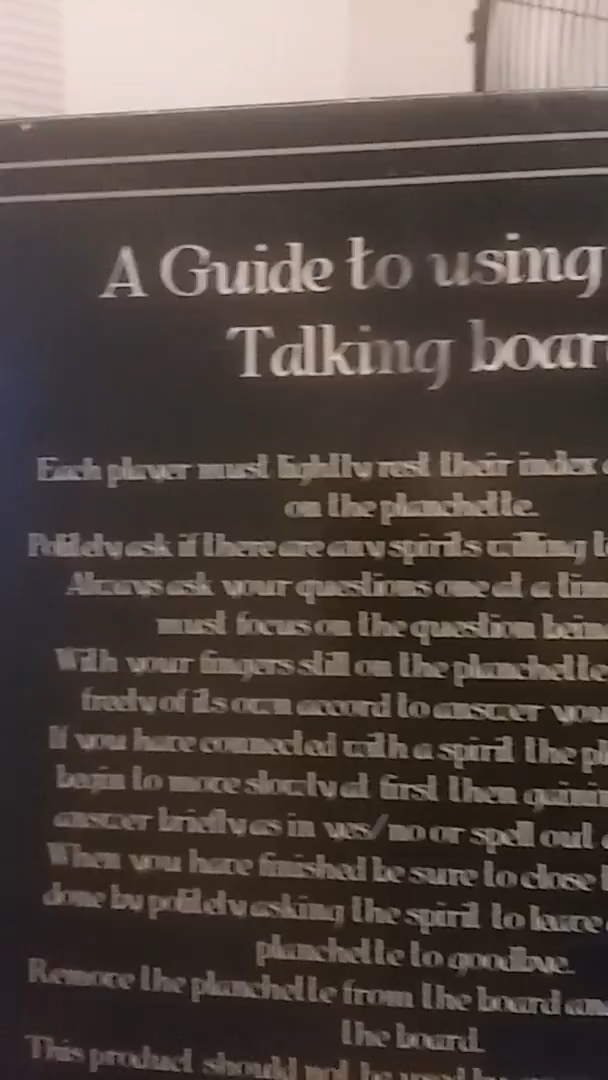 A Guide to using
Talking boar
Each player must lightly rest their index
on the planchette.
Politely ask if there are any spirits willing
Always ask your questions one at a
must focus on the question
With your fingers still on the planchette
freely of its own accord to answer
If you have connected with a spirit the
begin to move slowly at first then
answer briefly as in yes/no or spell out
When you have finished be sure to close
done by politely asking the spirit to leave
planchette to goodbye.
Remove the planchette from the board
the board.
This product should not be used